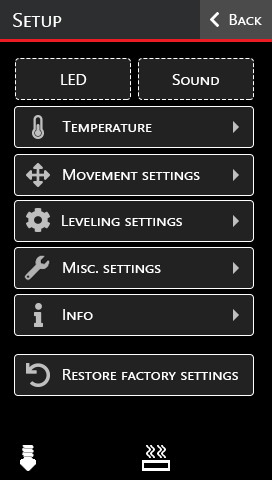 Setup
Back
LED
Sound
Temperature
Movement settings
Leveling settings
Misc. settings
Info
Restore factory settings